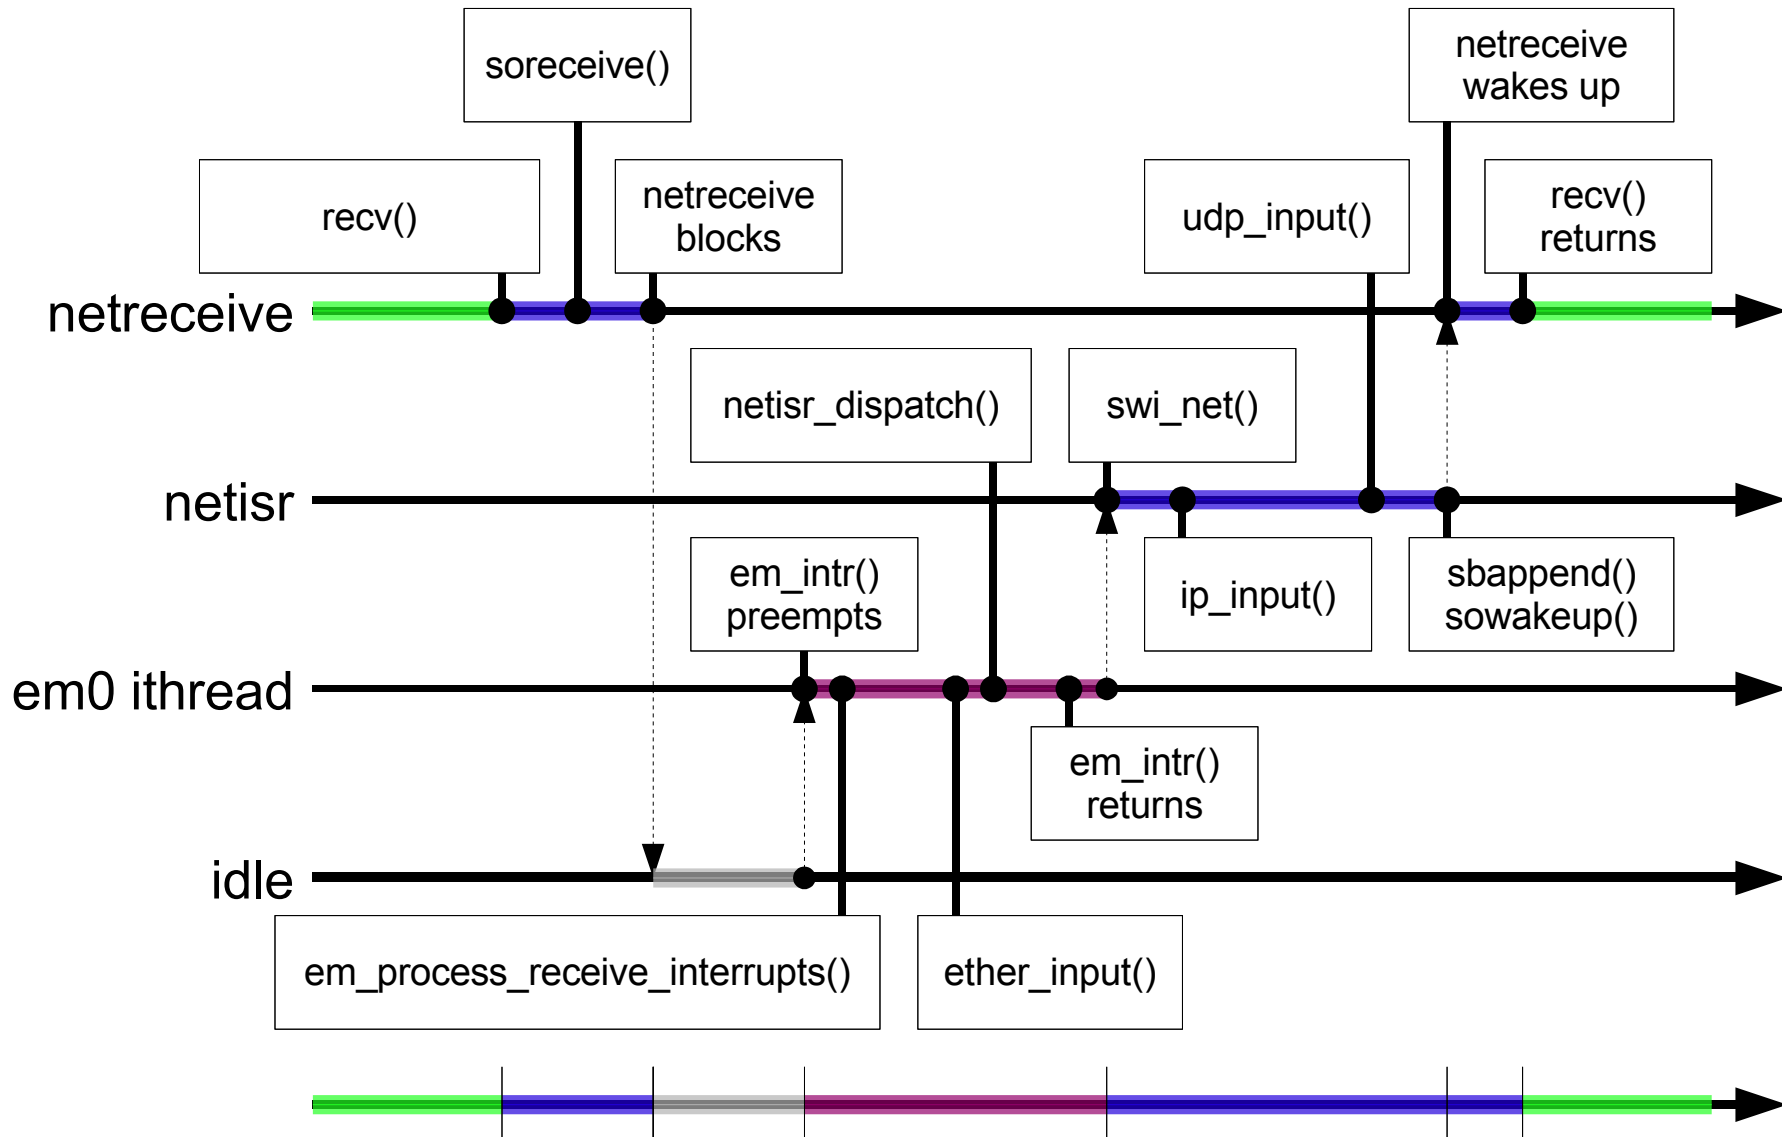 soreceive()
netreceive
wakes up
recv()
netreceive
blocks
udp_input()
recv()
returns
netreceive
netisr_dispatch()
swi_net()
netisr
em_intr()
preempts
ip_input()
sbappend()
sowakeup()
em0 ithread
em_intr()
returns
idle
em_process_receive_interrupts()
ether_input()